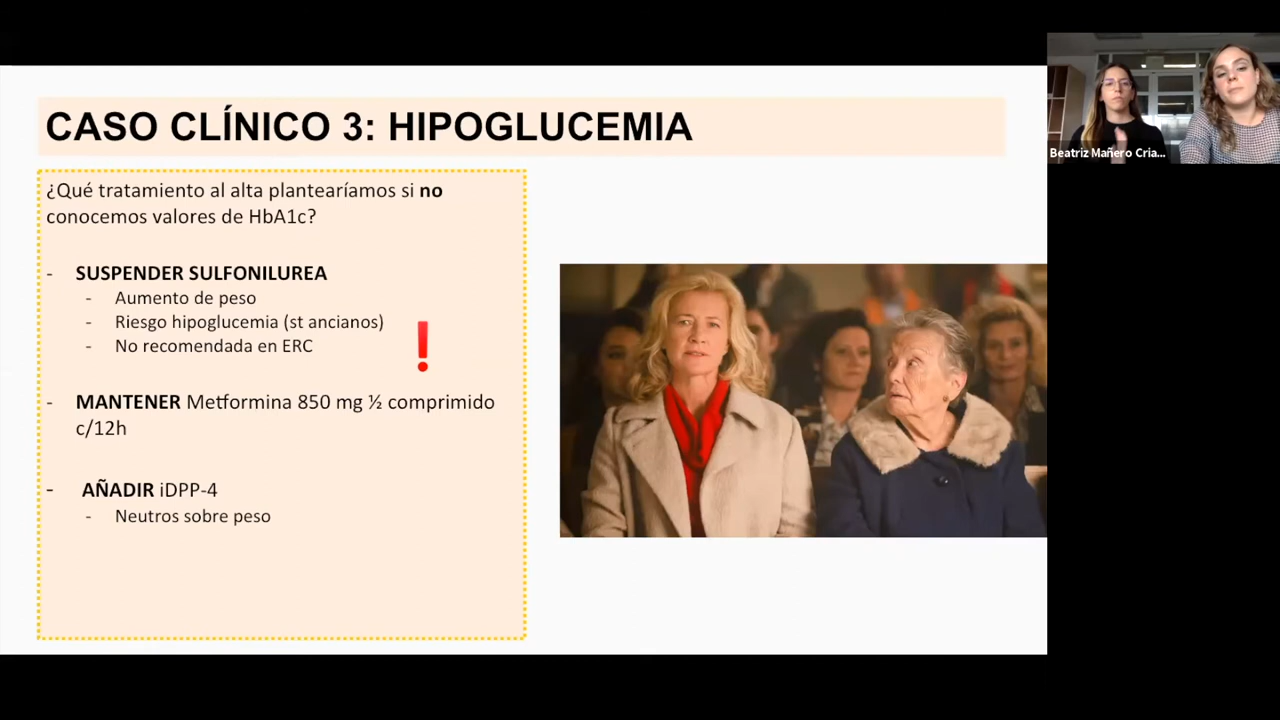 CASO CLÍNICO 3: HIPOGLUCEMIA
¿Qué tratamiento al alta plantearíamos si no
conocemos valores de HbA1c?
- SUSPENDER SULFONILUREA
- Aumento de peso
- Riesgo hipoglucemia (st ancianos)
- No recomendada en ERC
- MANTENER Metformina 850 mg ½ comprimido
c/12h
- AÑADIR iDPP-4
- Neutros sobre peso
Beatriz Mañero Cria...